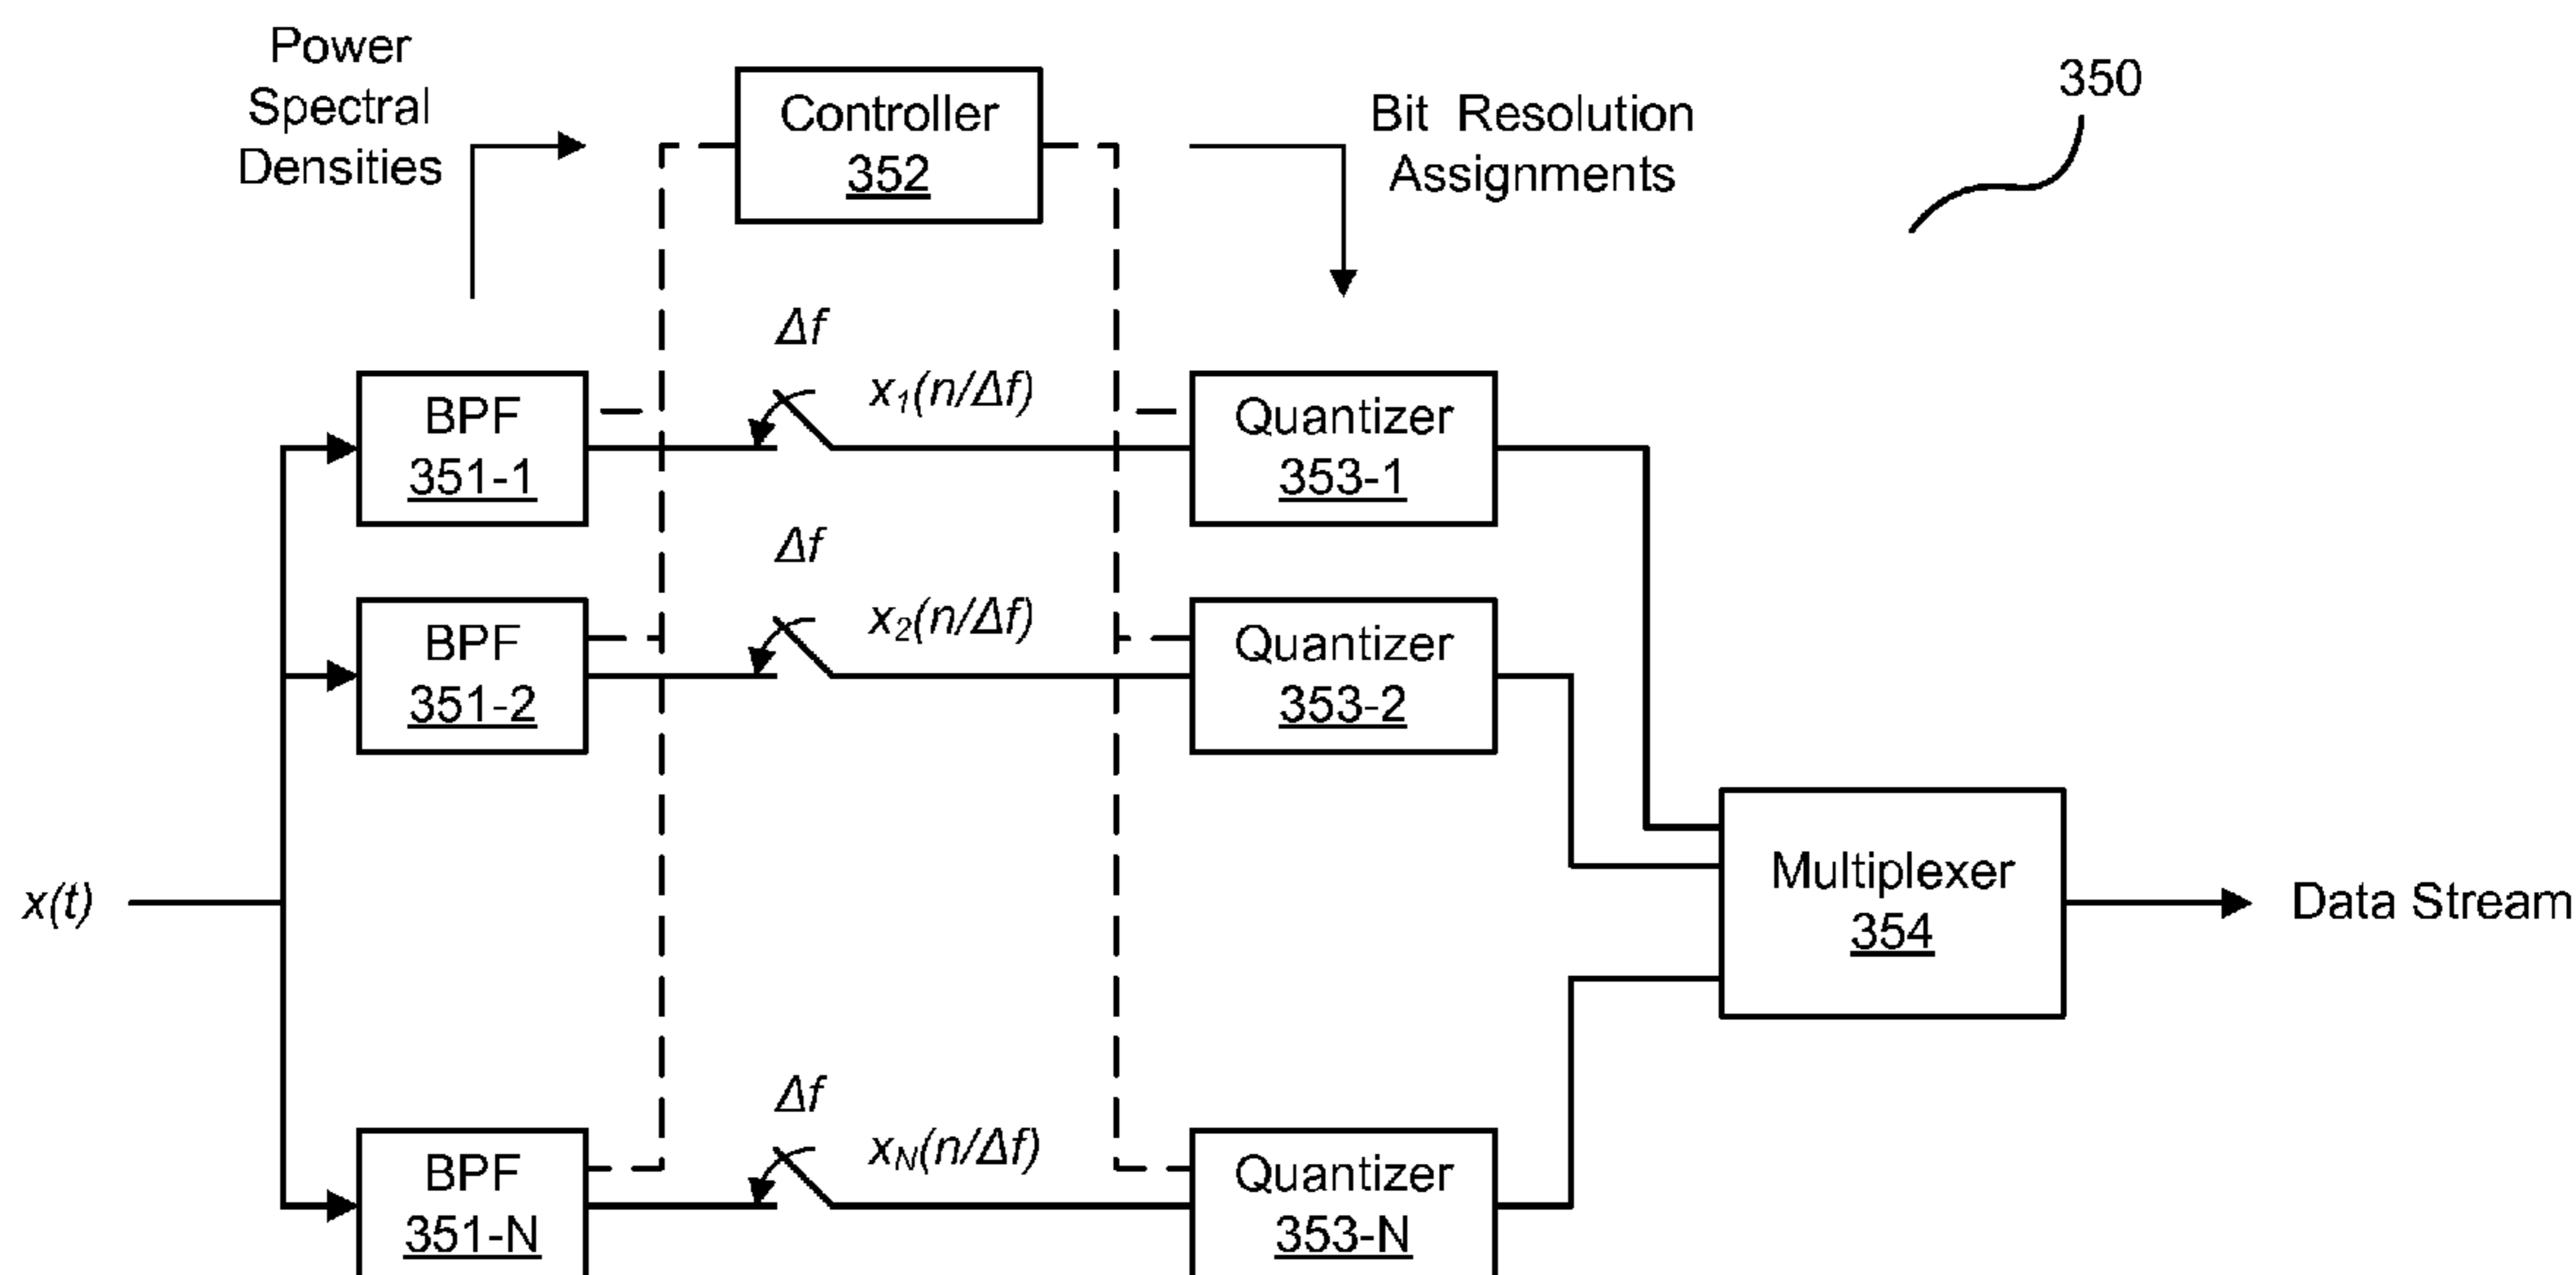 Power
Spectral
Densities
Controller
352
Bit Resolution
Assignments
350
Δf
x1(n/Δf)
BPF
351-1
Quantizer
353-1
Δf
x2(n/Δf)
BPF
351-2
Quantizer
353-2
x(t)
Multiplexer
354
Data Stream
Δf
xN(n/Δf)
BPF
351-N
Quantizer
353-N